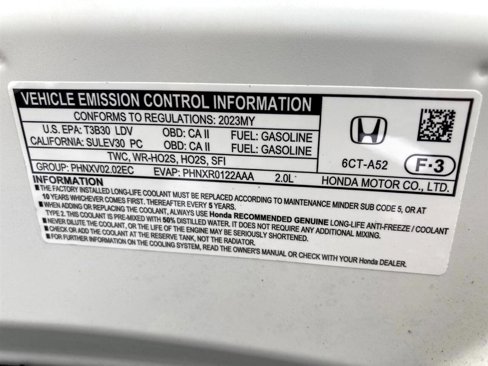 VEHICLE EMISSION CONTROL INFORMATION
CONFORMS TO REGULATIONS: 2023MY
U.S. EPA: T3B30 LDV OBD: CA II FUEL: GASOLINE
CALIFORNIA: SULEV30 PC OBD: CA II FUEL: GASOLINE
TWC, WR-HO2S, HO2S, SFI
GROUP: PHNXV02.02EC EVAP: PHNXR0122AAA 2.0L
6CT-A52 F-3
HONDA MOTOR CO., LTD.
INFORMATION
■ THE FACTORY INSTALLED LONG-LIFE COOLANT MUST BE REPLACED ACCORDING TO MAINTENANCE MINDER SUB CODE 5, OR AT
10 YEARS WHICHEVER COMES FIRST. THEREAFTER EVERY 5 YEARS.
■ WHEN REPLACING THE COOLANT, ALWAYS USE Honda RECOMMENDED GENUINE LONG-LIFE ANTI-FREEZE / COOLANT
TYPE 2. THIS COOLANT IS PRE-MIXED WITH 50% DISTILLED WATER. IT DOES NOT REQUIRE ANY ADDITIONAL MIXING.
■ NEVER DILUTE THE COOLANT, OR THE LIFE OF THE ENGINE MAY BE SERIOUSLY SHORTENED.
■ CHECK OR ADD COOLANT AT THE RESERVE TANK, NOT THE RADIATOR.
■ FOR FURTHER INFORMATION ON THE COOLING SYSTEM, READ THE OWNER'S MANUAL OR CHECK WITH YOUR Honda DEALER.